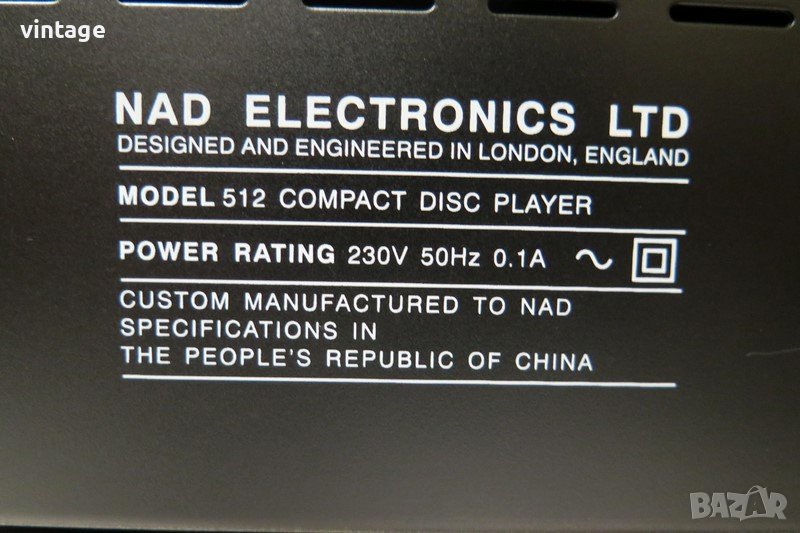 vintage
NAD ELECTRONICS LTD
DESIGNED AND ENGINEERED IN LONDON, ENGLAND
MODEL 512 COMPACT DISC PLAYER
POWER RATING 230V 50Hz 0.1A ~
CUSTOM MANUFACTURED TO NAD
SPECIFICATIONS IN
THE PEOPLE'S REPUBLIC OF CHINA
BAZAR